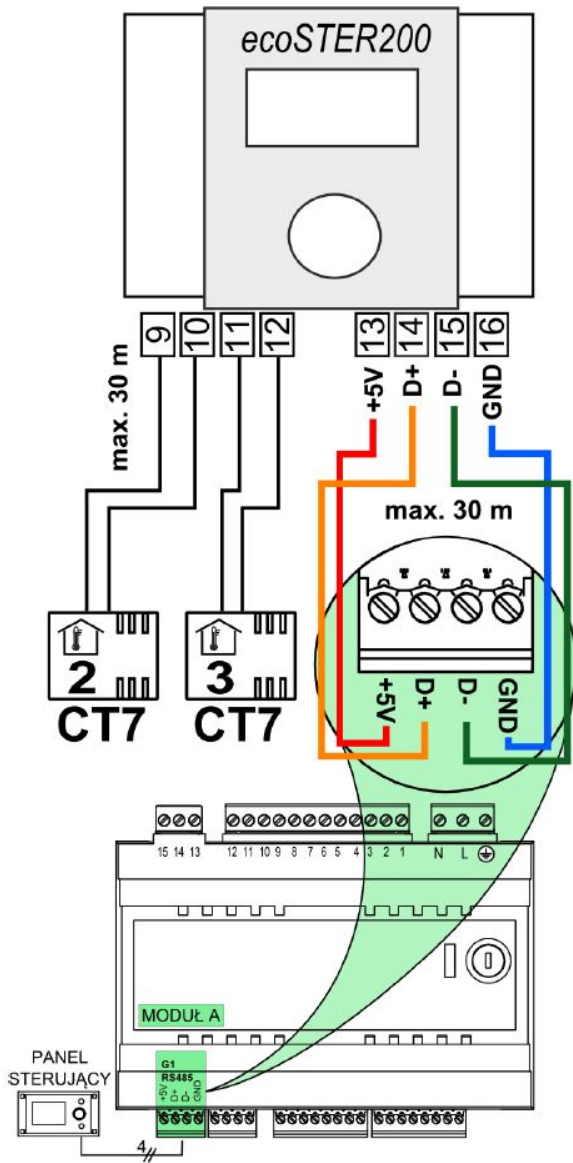 ecoSTER200
9 10 11 12 13 14 15 16
max. 30 m
+5V D+ D- GND
max. 30 m
2 3
CT7 CT7
+5V D+ D- GND
15 14 13 12 11 10 9 8 7 6 5 4 3 2 1 N L
MODUŁ A
PANEL
STERUJĄCY
G1
RS485
+5V D+ D- GND
4